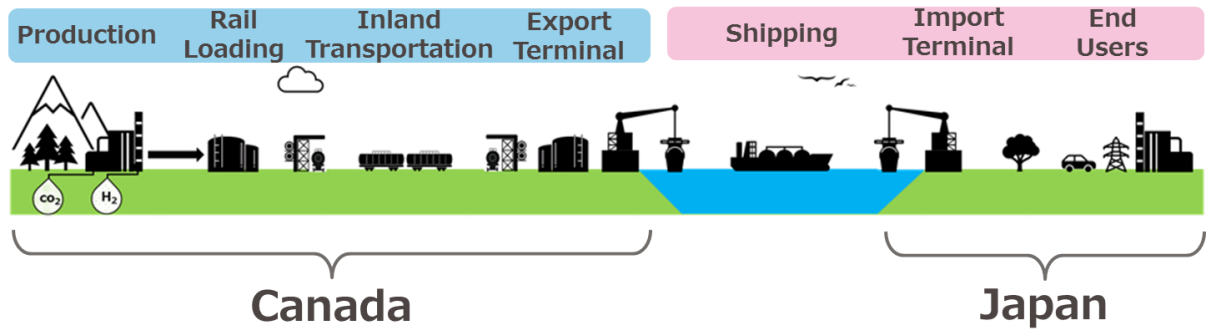 Production
Rail
Loading
Inland
Transportation
Export
Terminal
Shipping
Import
Terminal
End
Users
co₂
H₂
Canada
Japan